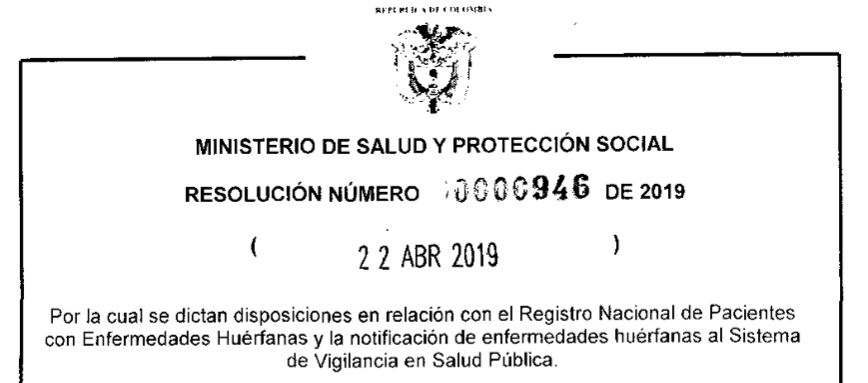 REPUBLICA DE COLOMBIA
MINISTERIO DE SALUD Y PROTECCIÓN SOCIAL
RESOLUCIÓN NÚMERO 0000946 DE 2019
( 22 ABR 2019 )
Por la cual se dictan disposiciones en relación con el Registro Nacional de Pacientes
con Enfermedades Huérfanas y la notificación de enfermedades huérfanas al Sistema
de Vigilancia en Salud Pública.